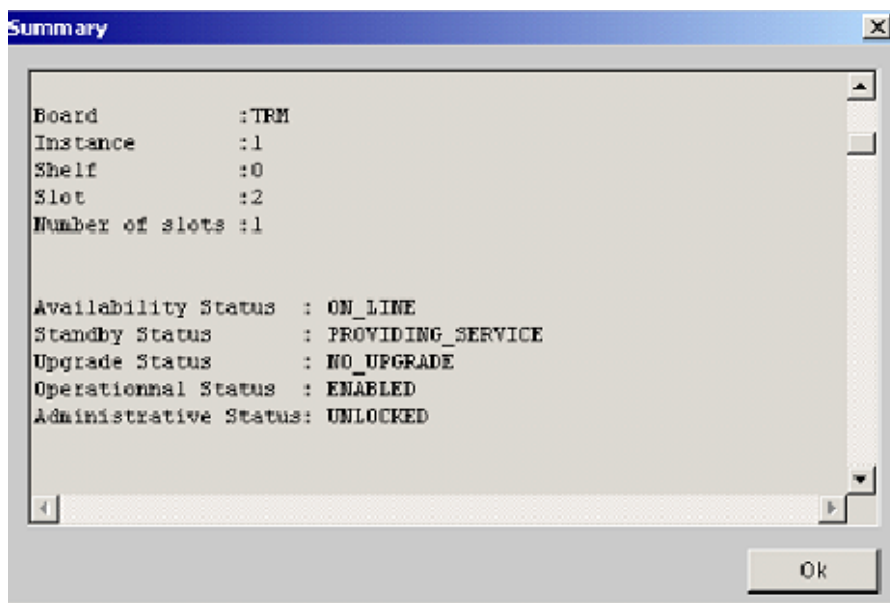 Summary
Board :TRM
Instance :1
Shelf :0
Slot :2
Number of slots :1
Availability Status : ON_LINE
Standby Status : PROVIDING_SERVICE
Upgrade Status : NO_UPGRADE
Operationnal Status : ENABLED
Administrative Status: UNLOCKED
Ok